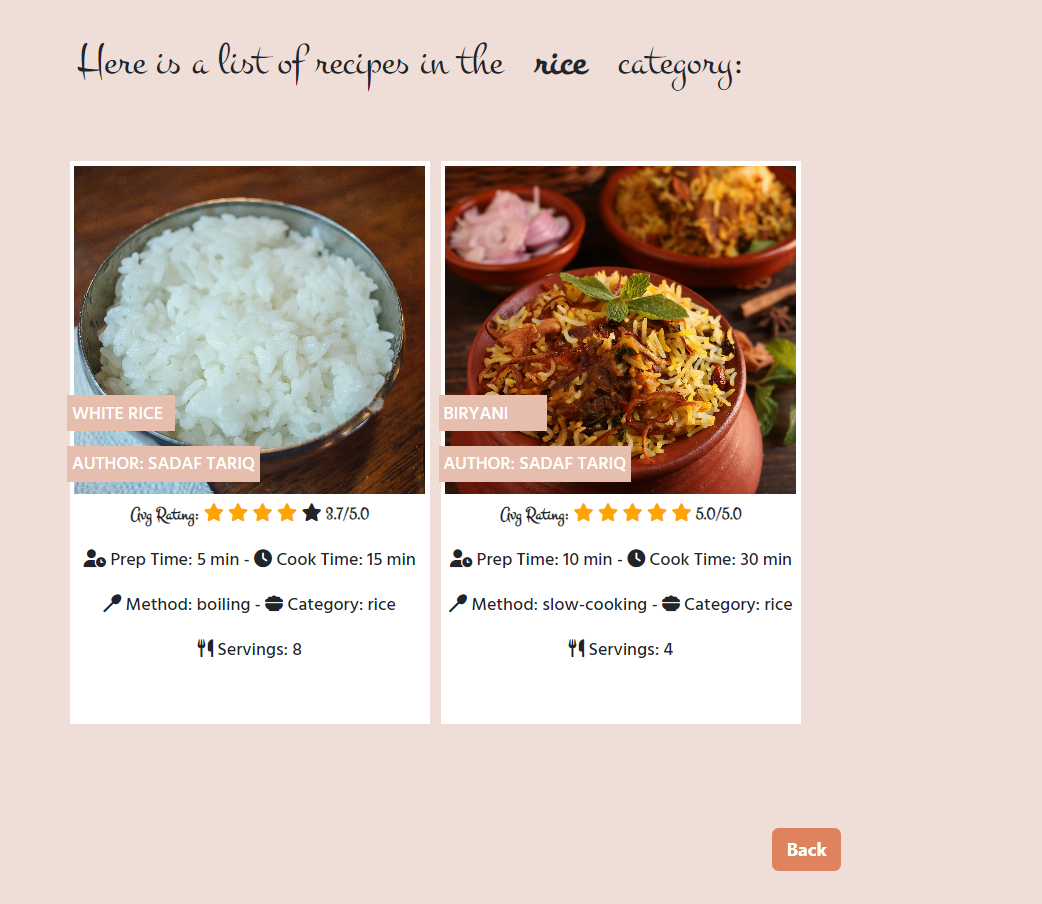 Here is a list of recipes in the rice category:
WHITE RICE
AUTHOR: SADAF TARIQ
Avg Rating: 3.7/5.0
Prep Time: 5 min - Cook Time: 15 min
Method: boiling - Category: rice
Servings: 8
BIRYANI
AUTHOR: SADAF TARIQ
Avg Rating: 5.0/5.0
Prep Time: 10 min - Cook Time: 30 min
Method: slow-cooking - Category: rice
Servings: 4
Back